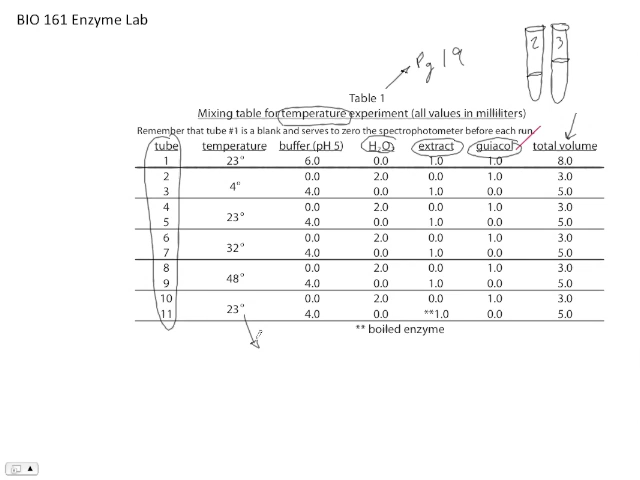 BIO 161 Enzyme Lab
Pg 19
2 3
Table 1
Mixing table for temperature experiment (all values in milliliters)
Remember that tube #1 is a blank and serves to zero the spectrophotometer before each run.
tube temperature buffer (pH 5) H₂O₂ extract guiacol total volume
1 23° 6.0 0.0 1.0 1.0 8.0
2 0.0 2.0 0.0 1.0 3.0
4°
3 4.0 0.0 1.0 0.0 5.0
4 0.0 2.0 0.0 1.0 3.0
23°
5 4.0 0.0 1.0 0.0 5.0
6 0.0 2.0 0.0 1.0 3.0
32°
7 4.0 0.0 1.0 0.0 5.0
8 0.0 2.0 0.0 1.0 3.0
48°
9 4.0 0.0 1.0 0.0 5.0
10 0.0 2.0 0.0 1.0 3.0
23°
11 4.0 0.0 **1.0 0.0 5.0
** boiled enzyme